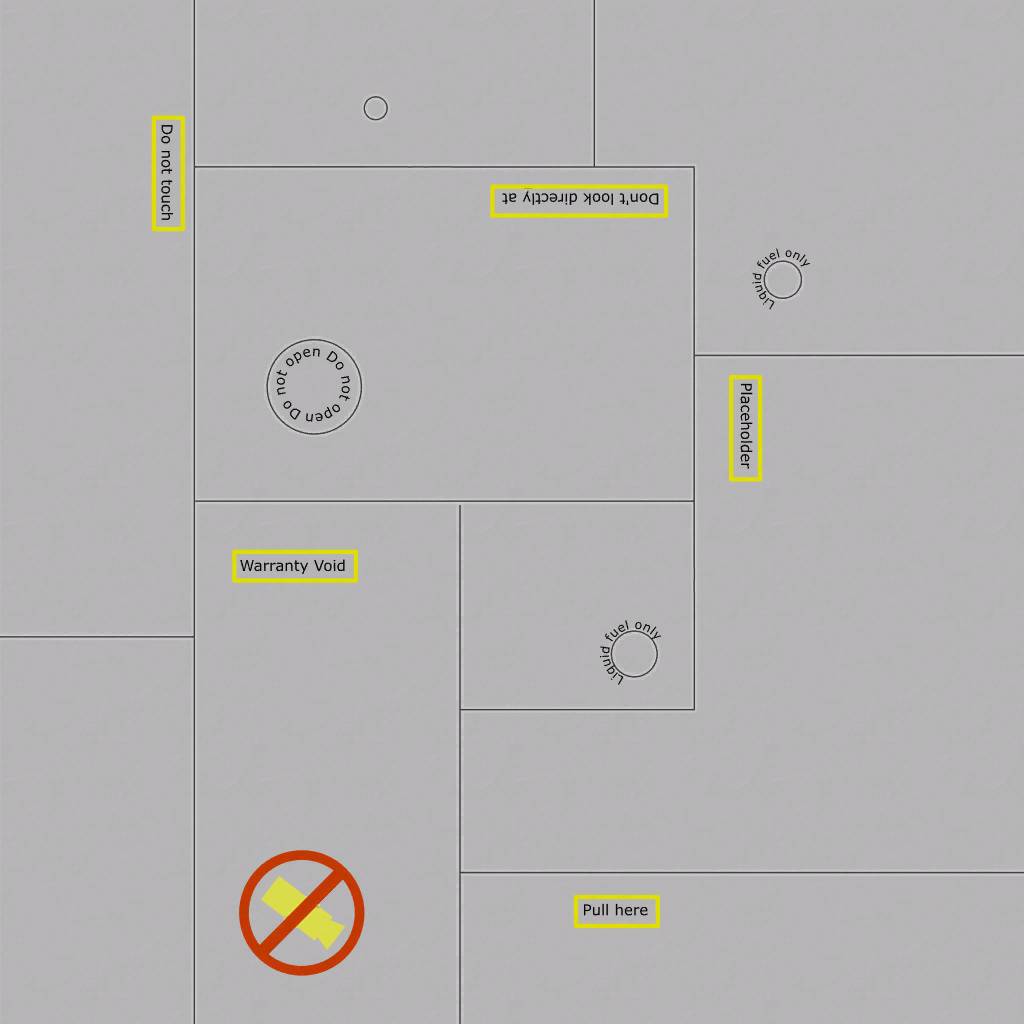 Do not touch
Don't look directly at
Liquid fuel only
Do not open Do not open
Placeholder
Warranty Void
Liquid fuel only
Pull here